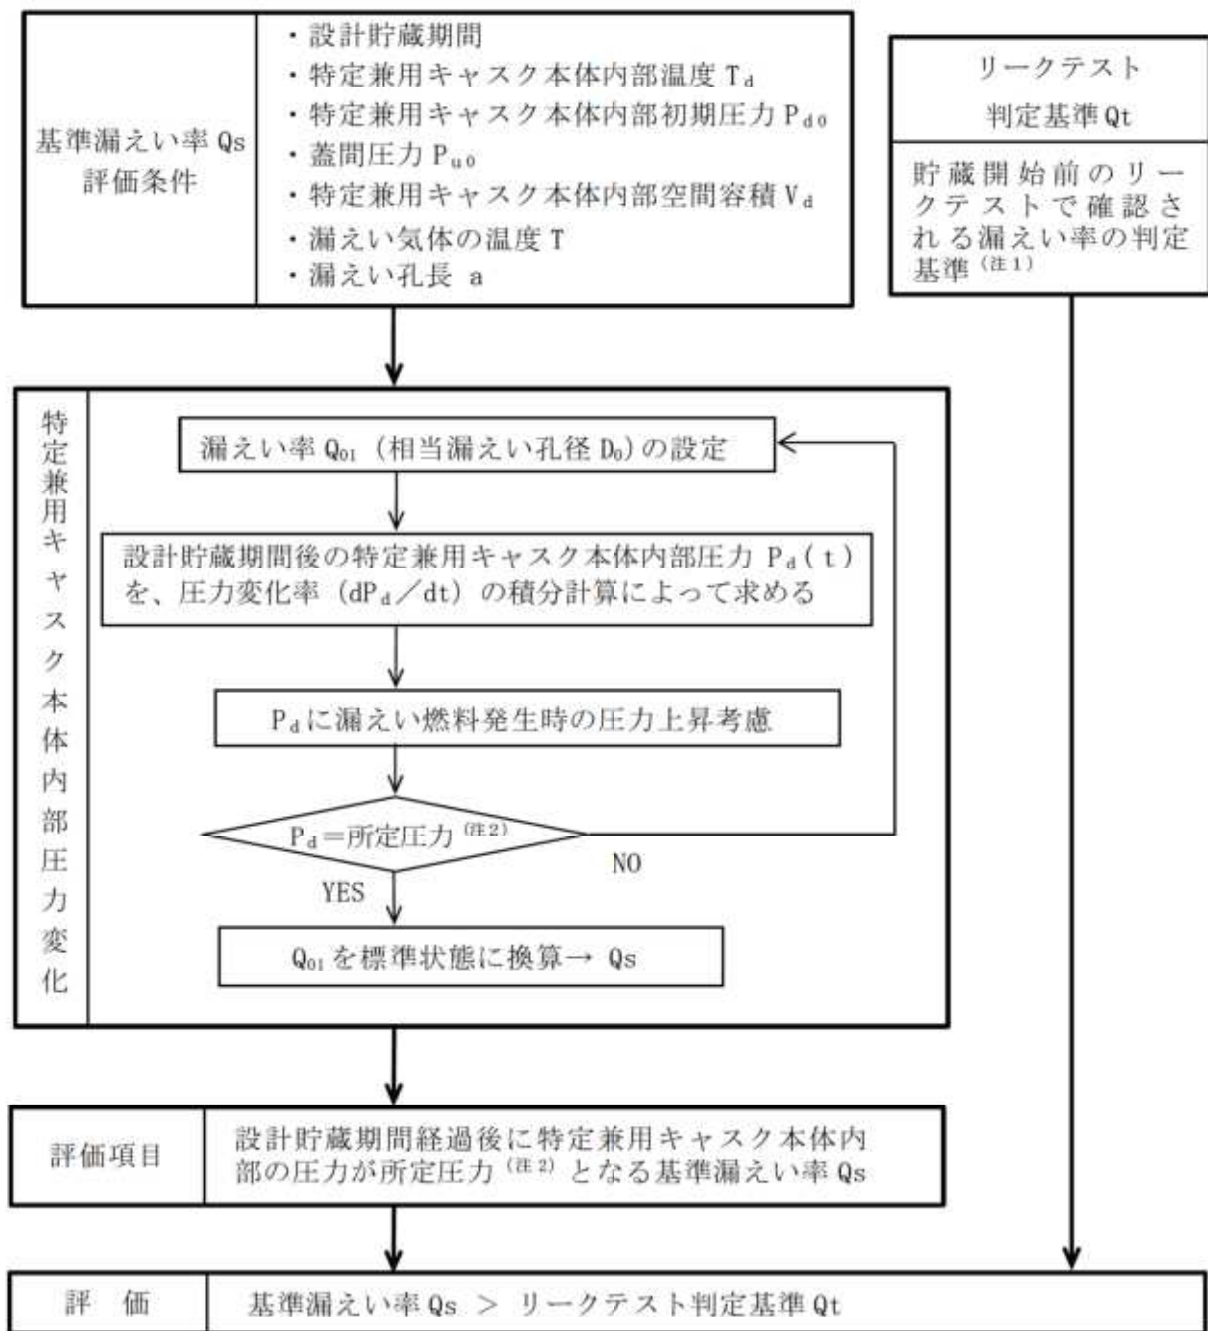 基準漏えい率 Qs
評価条件
・設計貯蔵期間
・特定兼用キャスク本体内部温度 Td
・特定兼用キャスク本体内部初期圧力 Pd0
・蓋間圧力 Pu0
・特定兼用キャスク本体内部空間容積 Vd
・漏えい気体の温度 T
・漏えい孔長 a
リークテスト
判定基準 Qt
貯蔵開始前のリー
クテストで確認さ
れる漏えい率の判定
基準(注1)
特定兼用キャスク本体内部圧力変化
漏えい率 Q01 (相当漏えい孔径 D0)の設定
設計貯蔵期間後の特定兼用キャスク本体内部圧力 Pd(t)
を、圧力変化率 (dPd/dt) の積分計算によって求める
Pdに漏えい燃料発生時の圧力上昇考慮
Pd=所定圧力(注2)
NO
YES
Q01を標準状態に換算→ Qs
評価項目
設計貯蔵期間経過後に特定兼用キャスク本体内
部の圧力が所定圧力(注2)となる基準漏えい率 Qs
評 価
基準漏えい率 Qs > リークテスト判定基準 Qt